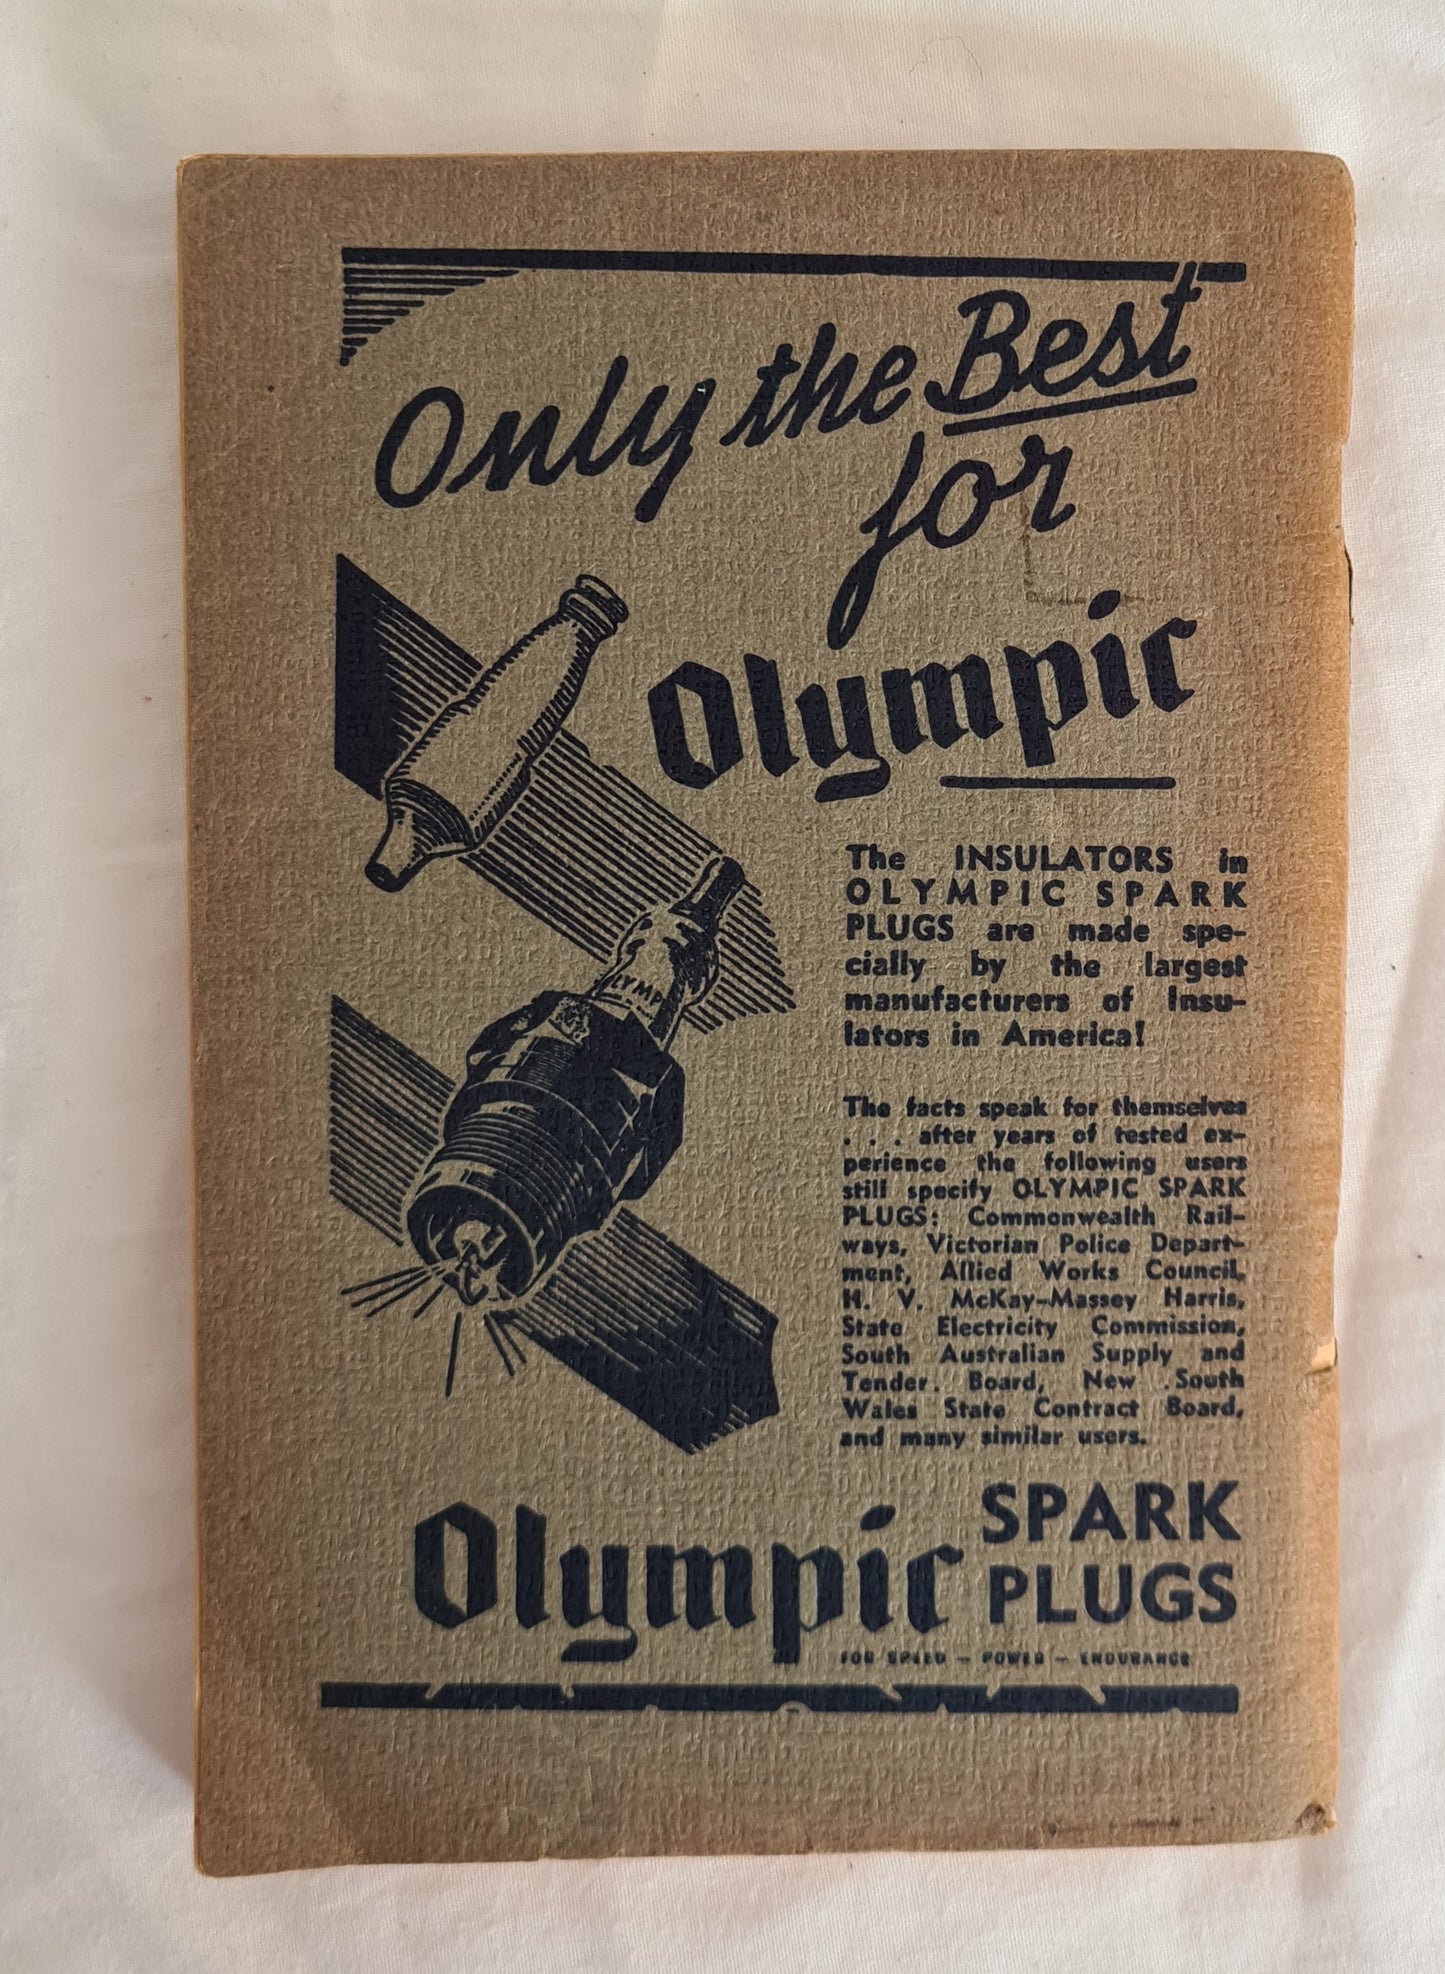 Only the Best
for
Olympic
LYMP
The INSULATORS in
OLYMPIC SPARK
PLUGS are made spe-
cially by the largest
manufacturers of Insu-
lators in America!
The facts speak for themselves
. . . after years of tested ex-
perience the following users
still specify OLYMPIC SPARK
PLUGS: Commonwealth Rail-
ways, Victorian Police Depart-
ment, Allied Works Council,
H. V. McKay-Massey Harris,
State Electricity Commission,
South Australian Supply and
Tender. Board, New .South
Wales State Contract Board,
and many similar users.
Olympic SPARK
PLUGS
FOR SPEED – POWER – ENDURANCE